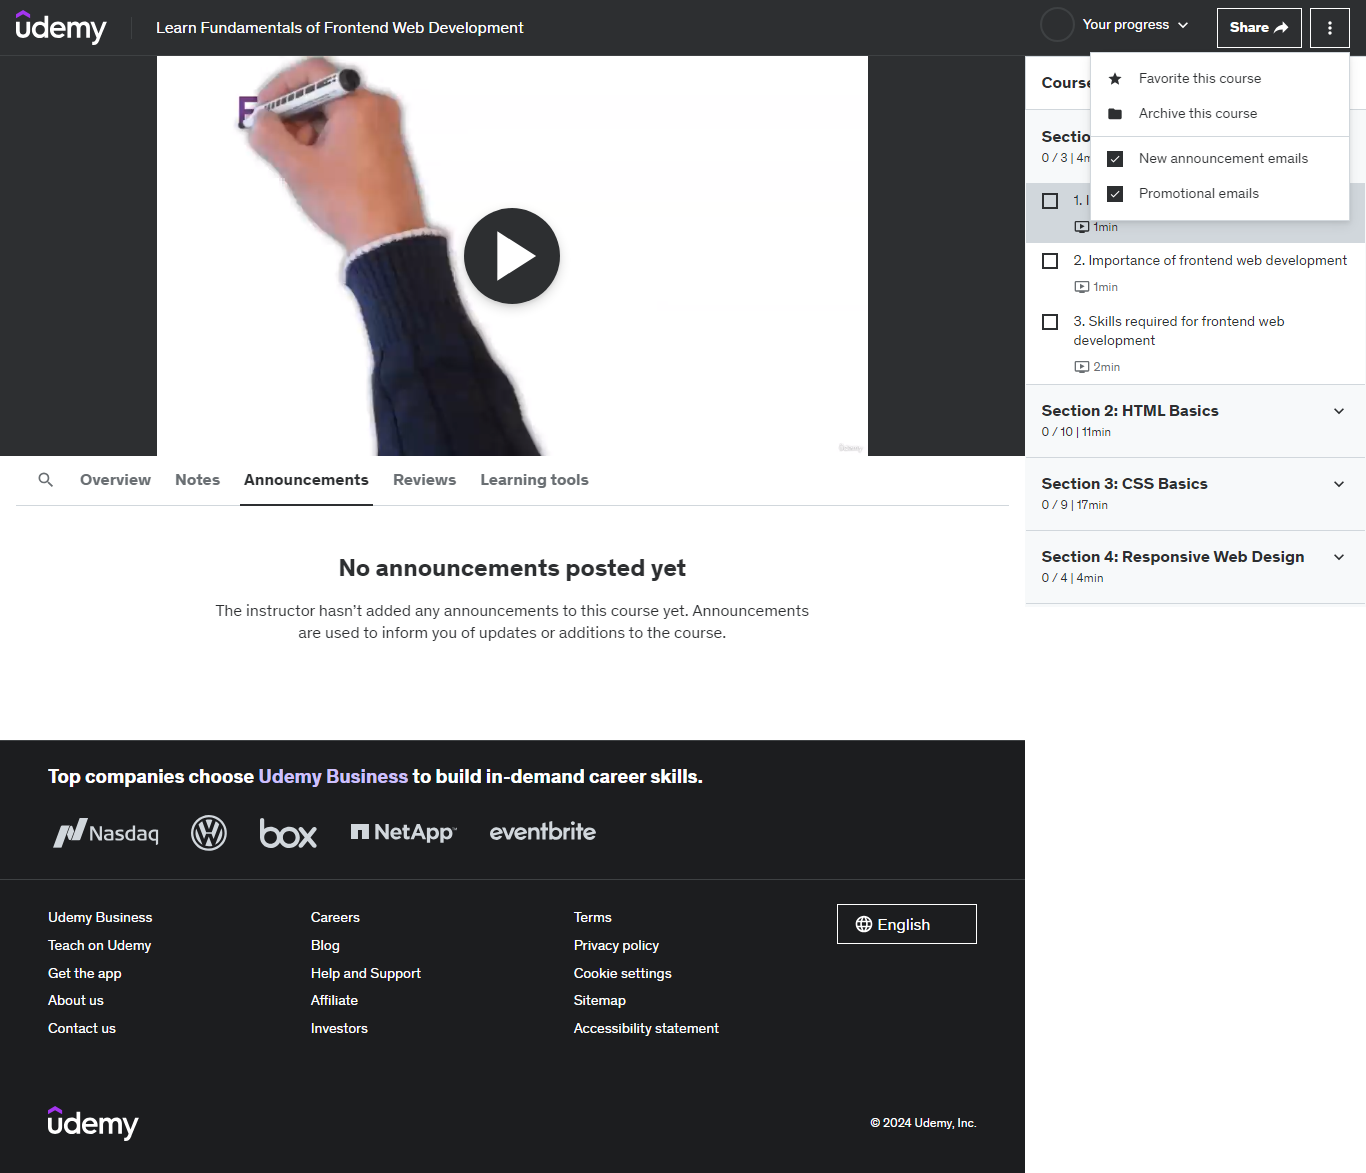 udemy
Learn Fundamentals of Frontend Web Development
Your progress
Share
Favorite this course
Archive this course
New announcement emails
Promotional emails
F
Udemy
Course
Sectio
0 / 3 | 4m
1. I
1min
2. Importance of frontend web development
1min
3. Skills required for frontend web
development
2min
Section 2: HTML Basics
0 / 10 | 11min
Section 3: CSS Basics
0 / 9 | 17min
Section 4: Responsive Web Design
0 / 4 | 4min
Overview
Notes
Announcements
Reviews
Learning tools
No announcements posted yet
The instructor hasn’t added any announcements to this course yet. Announcements
are used to inform you of updates or additions to the course.
Top companies choose Udemy Business to build in-demand career skills.
Nasdaq
box
NetApp™
eventbrite
Udemy Business
Teach on Udemy
Get the app
About us
Contact us
Careers
Blog
Help and Support
Affiliate
Investors
Terms
Privacy policy
Cookie settings
Sitemap
Accessibility statement
English
udemy
© 2024 Udemy, Inc.